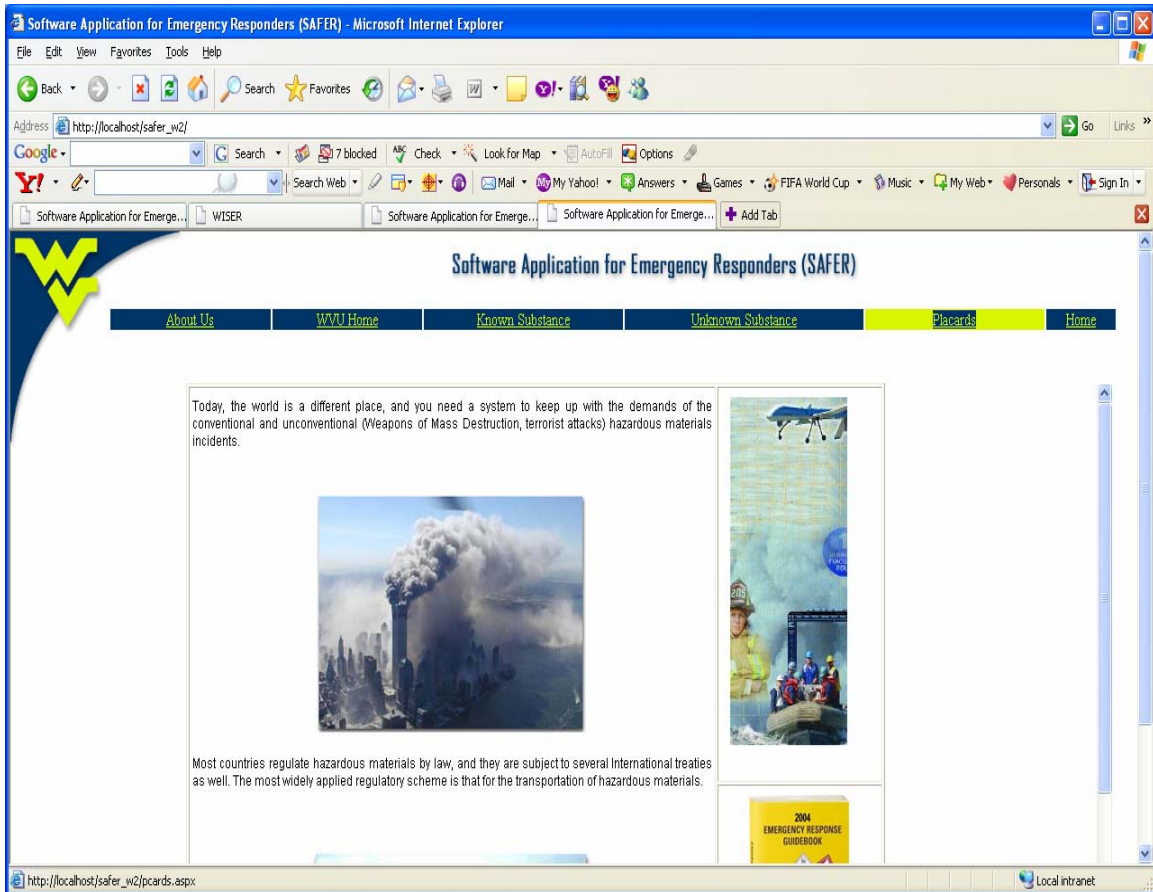 Software Application for Emergency Responders (SAFER) - Microsoft Internet Explorer
File Edit View Favorites Tools Help
Back Search Favorites
Address http://localhost/safer_w2/ Go Links »
Google Search 7 blocked ABC Check Look for Map AutoFill Options
Y! Search Web Mail My Yahoo! Answers Games FIFA World Cup Music My Web Personals Sign In
Software Application for Emerge... WISER Software Application for Emerge... Software Application for Emerge... Add Tab
Software Application for Emergency Responders (SAFER)
About Us WVU Home Known Substance Unknown Substance Placards Home
Today, the world is a different place, and you need a system to keep up with the demands of the
conventional and unconventional (Weapons of Mass Destruction, terrorist attacks) hazardous materials
incidents.
205
Most countries regulate hazardous materials by law, and they are subject to several International treaties
as well. The most widely applied regulatory scheme is that for the transportation of hazardous materials.
2004
EMERGENCY RESPONSE
GUIDEBOOK
http://localhost/safer_w2/pcards.aspx Local intranet